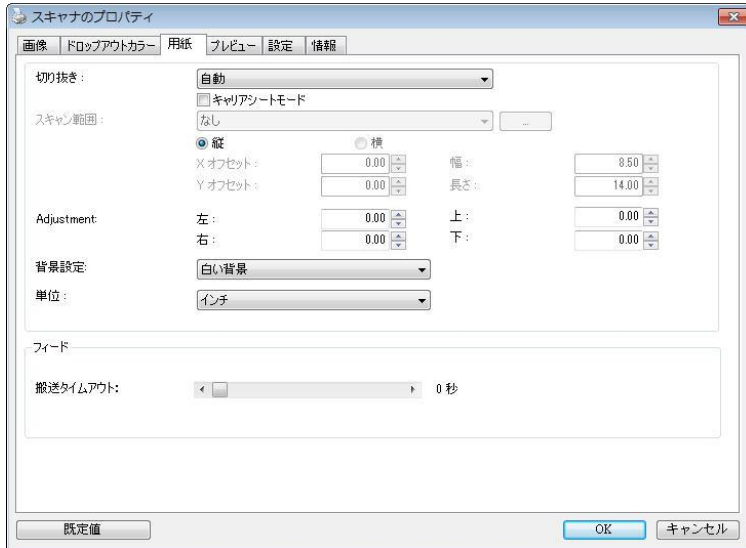 スキャナのプロパティ
画像 ドロップアウトカラー 用紙 プレビュー 設定 情報
切り抜き : 自動
キャリアシートモード
スキャン範囲 : なし ...
縦 横
X オフセット : 0.00 幅 : 8.50
Y オフセット : 0.00 長さ : 14.00
Adjustment: 左 : 0.00 上 : 0.00
右 : 0.00 下 : 0.00
背景設定: 白い背景
単位 : インチ
フィード
搬送タイムアウト: 0 秒
既定値 OK キャンセル